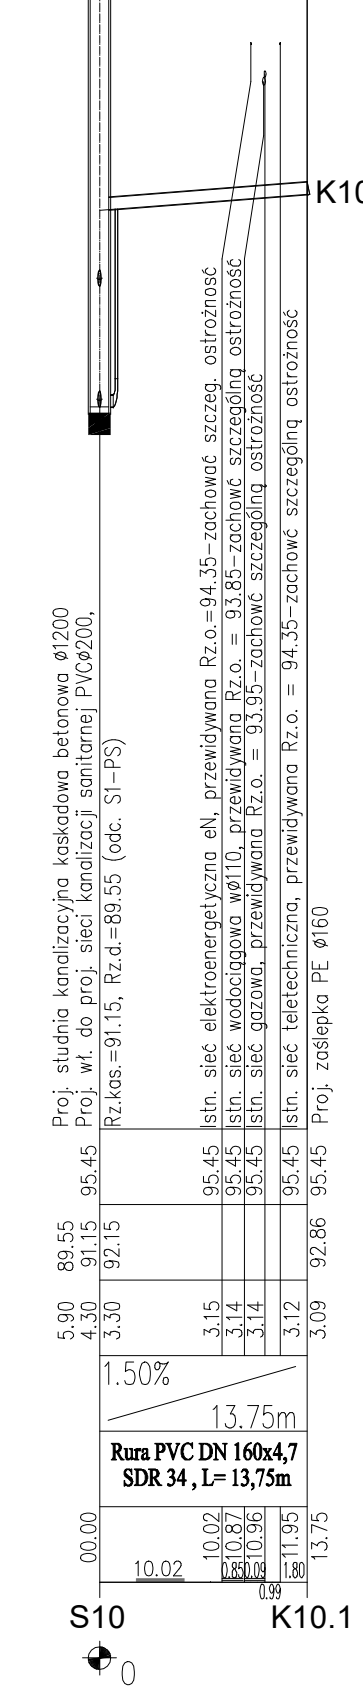 K10
Proj. studnia kanalizacyjna kaskadowa betonowa ø1200
Proj. wł. do proj. sieci kanalizacji sanitarnej PVCø200,
Rz.kas.=91.15, Rz.d.=89.55 (odc. S1-PS)
Istn. sieć elektroenergetyczna eN, przewidywana Rz.o.=94.35-zachować szczeg. ostrożność
Istn. sieć wodociągowa wø110, przewidywana Rz.o. = 93.85-zachowć szczególną ostrożność
Istn. sieć gazowa, przewidywana Rz.o. = 93.95-zachowć szczególną ostrożność
Istn. sieć teletechniczna, przewidywana Rz.o. = 94.35-zachowć szczególną ostrożność
Proj. zaślepka PE ø160
95.45 95.45 95.45 95.45 95.45 95.45
89.55 91.15 92.15 92.86
5.90 4.30 3.30 3.15 3.14 3.14 3.12 3.09
1.50%
13.75m
Rura PVC DN 160x4,7
SDR 34 , L= 13,75m
00.00 10.02 10.87 10.96 11.95 13.75
10.02 0.85 0.09 0.99 1.80
S10 K10.1
0